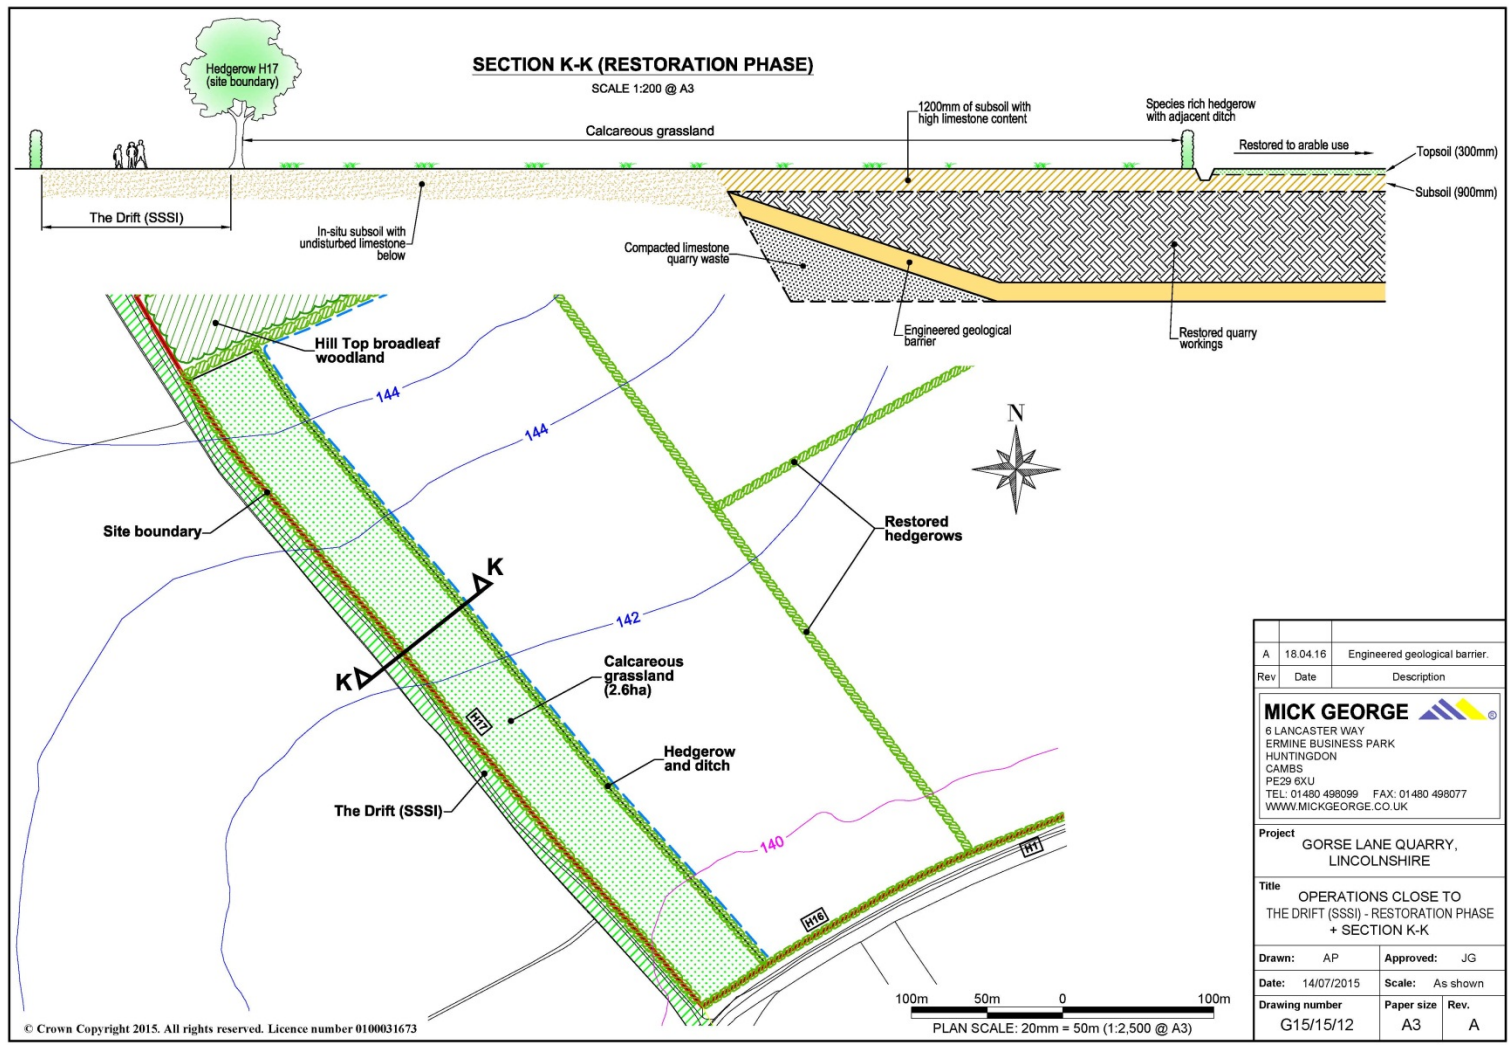 SECTION K-K (RESTORATION PHASE)
SCALE 1:200 @ A3
Hedgerow H17
(site boundary)
Calcareous grassland
1200mm of subsoil with
high limestone content
Species rich hedgerow
with adjacent ditch
Restored to arable use
Topsoil (300mm)
Subsoil (900mm)
The Drift (SSSI)
In-situ subsoil with
undisturbed limestone
below
Compacted limestone
quarry waste
Engineered geological
barrier
Restored quarry
workings
Hill Top broadleaf
woodland
144
144
N
Site boundary
Restored
hedgerows
K
K
142
Calcareous
grassland
(2.6ha)
H17
Hedgerow
and ditch
The Drift (SSSI)
140
H1
H16
100m 50m 0 100m
PLAN SCALE: 20mm = 50m (1:2,500 @ A3)
© Crown Copyright 2015. All rights reserved. Licence number 0100031673
A 18.04.16 Engineered geological barrier.
Rev Date Description
MICK GEORGE ®
6 LANCASTER WAY
ERMINE BUSINESS PARK
HUNTINGDON
CAMBS
PE29 6XU
TEL: 01480 498099 FAX: 01480 498077
WWW.MICKGEORGE.CO.UK
Project
GORSE LANE QUARRY,
LINCOLNSHIRE
Title
OPERATIONS CLOSE TO
THE DRIFT (SSSI) - RESTORATION PHASE
+ SECTION K-K
Drawn: AP Approved: JG
Date: 14/07/2015 Scale: As shown
Drawing number Paper size Rev.
G15/15/12 A3 A